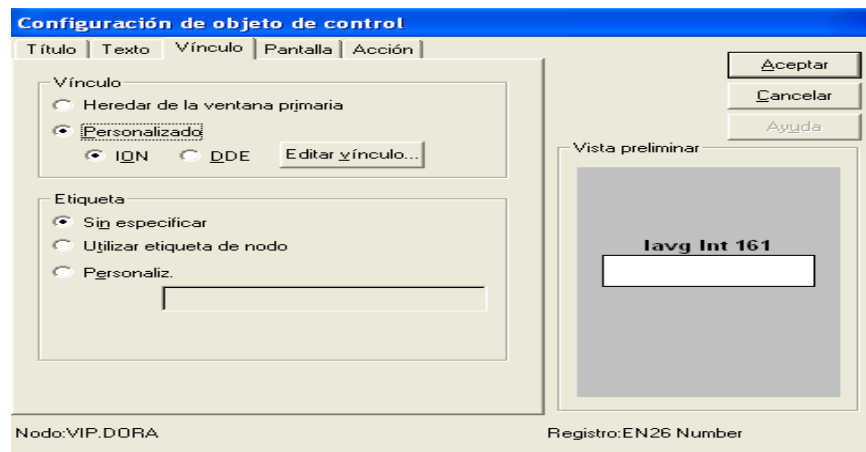 Configuración de objeto de control
Título Texto Vínculo Pantalla Acción
Aceptar
Cancelar
Ayuda
Vínculo
Heredar de la ventana primaria
Personalizado
ION DDE Editar vínculo...
Etiqueta
Sin especificar
Utilizar etiqueta de nodo
Personaliz.
Vista preliminar
Iavg Int 161
Nodo:VIP.DORA Registro:EN26 Number